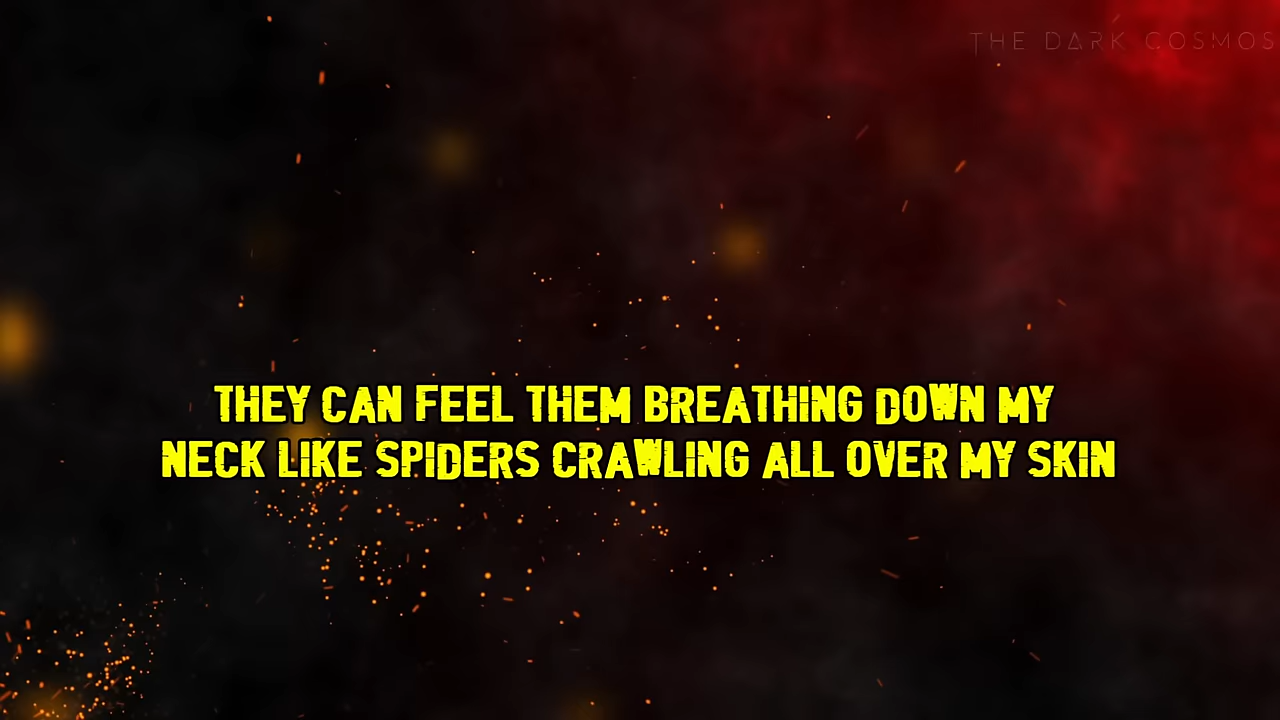 THE DARK COSMOS
THEY CAN FEEL THEM BREATHING DOWN MY
NECK LIKE SPIDERS CRAWLING ALL OVER MY SKIN